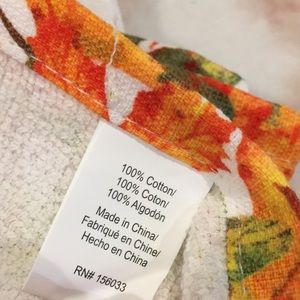 100% Cotton/
100% Coton/
100% Algodón
Made in China/
Fabriqué en Chine/
Hecho en China
RN# 156033